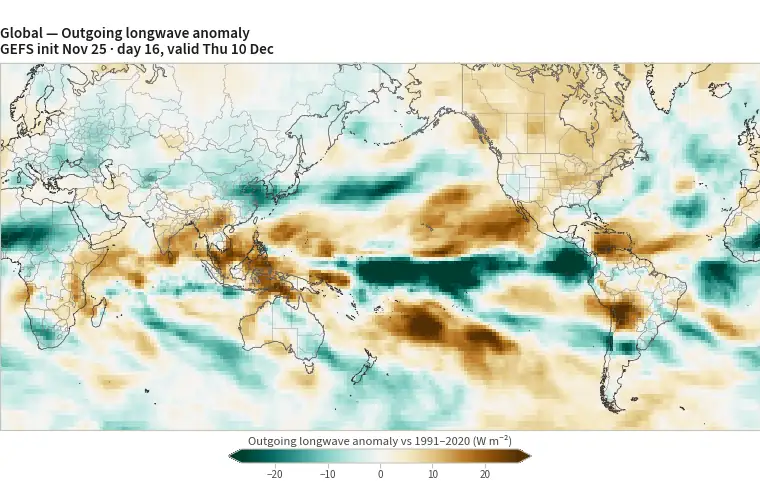 Global — Outgoing longwave anomaly
GEFS init Nov 25 · day 16, valid Thu 10 Dec
Outgoing longwave anomaly vs 1991–2020 (W m⁻²)
−20 −10 0 10 20